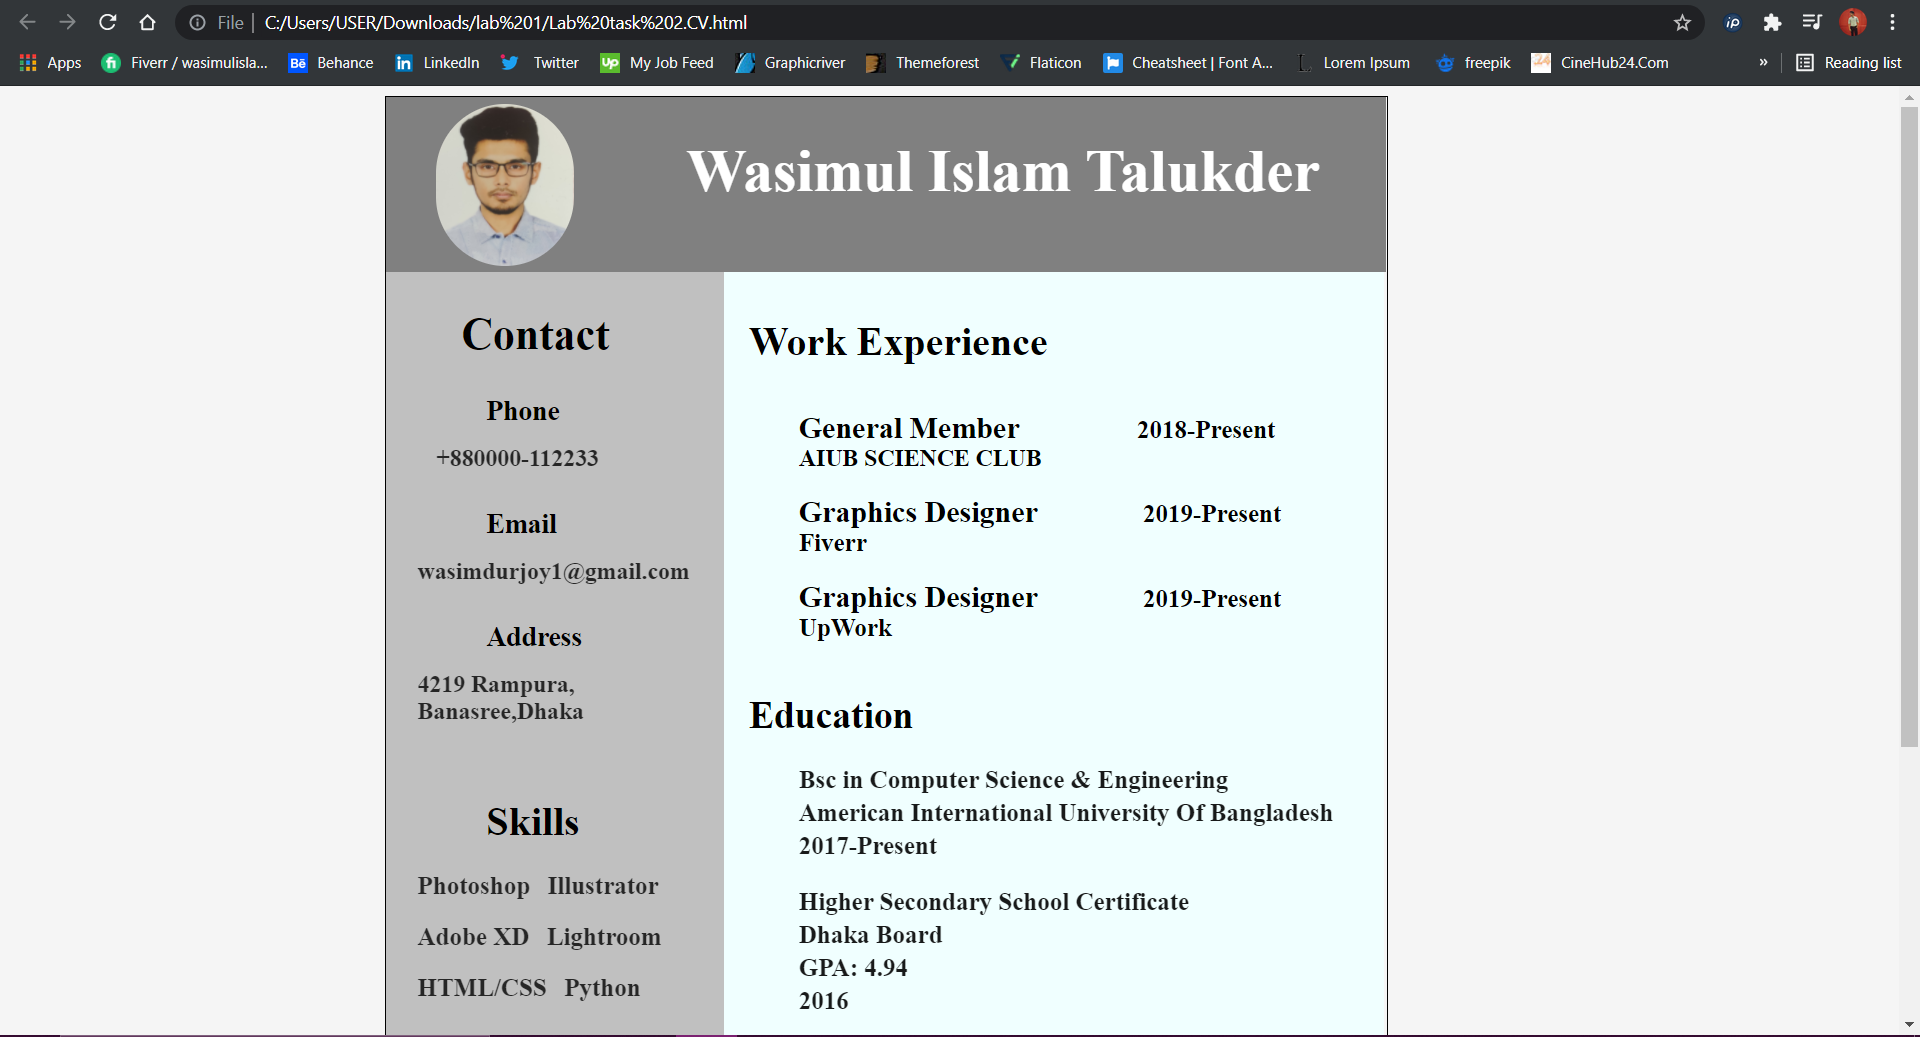 File | C:/Users/USER/Downloads/lab%201/Lab%20task%202.CV.html
Apps
Fiverr / wasimulisla...
Bē Behance
in LinkedIn
Twitter
Up My Job Feed
Graphicriver
Themeforest
Flaticon
Cheatsheet | Font A...
L Lorem Ipsum
freepik
CineHub24.Com
»
Reading list
Wasimul Islam Talukder
Contact
Phone
+880000-112233
Email
wasimdurjoy1@gmail.com
Address
4219 Rampura,
Banasree,Dhaka
Skills
Photoshop Illustrator
Adobe XD Lightroom
HTML/CSS Python
Work Experience
General Member 2018-Present
AIUB SCIENCE CLUB
Graphics Designer 2019-Present
Fiverr
Graphics Designer 2019-Present
UpWork
Education
Bsc in Computer Science & Engineering
American International University Of Bangladesh
2017-Present
Higher Secondary School Certificate
Dhaka Board
GPA: 4.94
2016